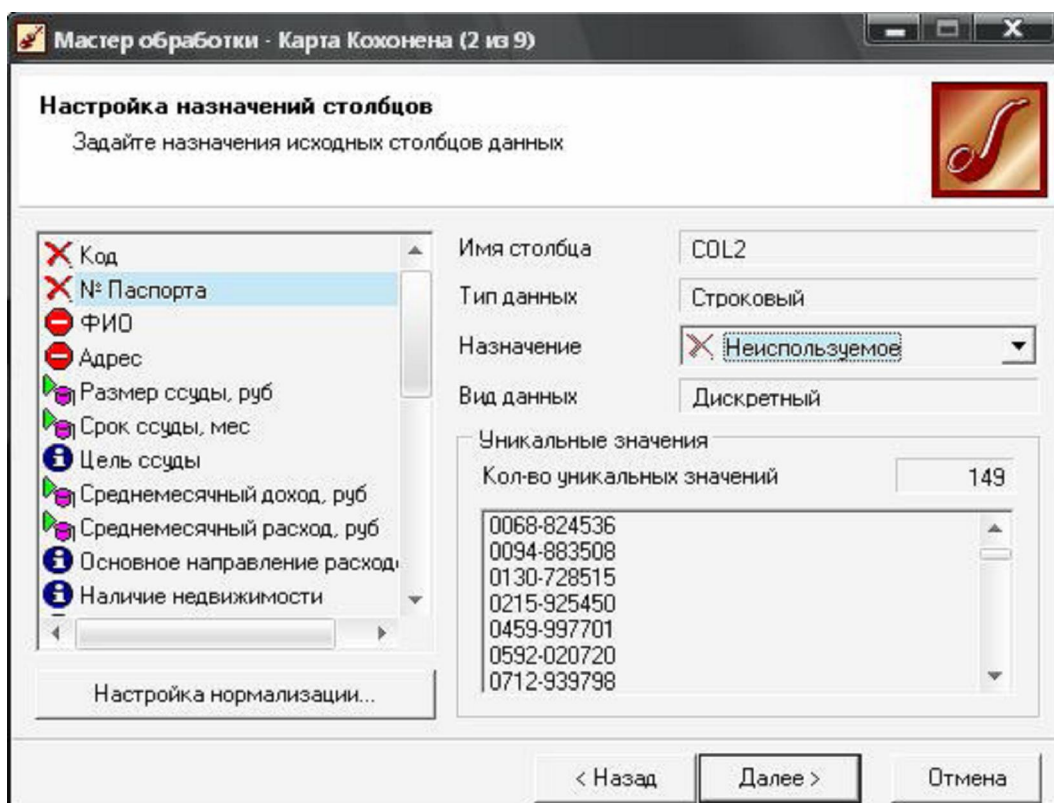 Мастер обработки - Карта Кохонена (2 из 9)
Настройка назначений столбцов
Задайте назначения исходных столбцов данных
Код
№ Паспорта
ФИО
Адрес
Размер ссуды, руб
Срок ссуды, мес
Цель ссуды
Среднемесячный доход, руб
Среднемесячный расход, руб
Основное направление расходо
Наличие недвижимости
Настройка нормализации...
Имя столбца
COL2
Тип данных
Строковый
Назначение
Неиспользуемое
Вид данных
Дискретный
Уникальные значения
Кол-во уникальных значений
149
0068-824536
0094-883508
0130-728515
0215-925450
0459-997701
0592-020720
0712-939798
< Назад
Далее >
Отмена